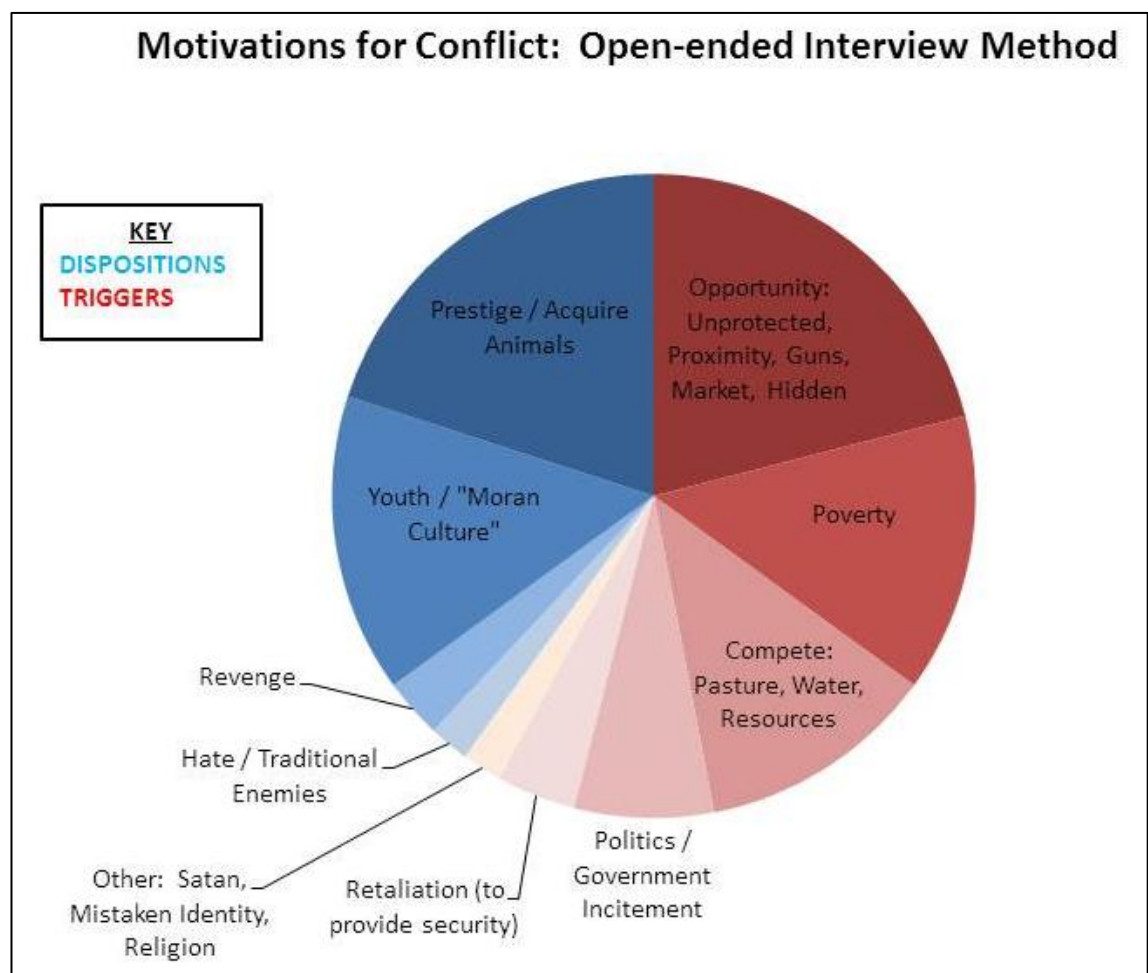 Motivations for Conflict: Open-ended Interview Method
KEY
DISPOSITIONS
TRIGGERS
Prestige / Acquire
Animals
Opportunity:
Unprotected,
Proximity, Guns,
Market, Hidden
Youth / "Moran
Culture"
Poverty
Compete:
Pasture, Water,
Resources
Revenge
Hate / Traditional
Enemies
Other: Satan,
Mistaken Identity,
Religion
Retaliation (to
provide security)
Politics /
Government
Incitement